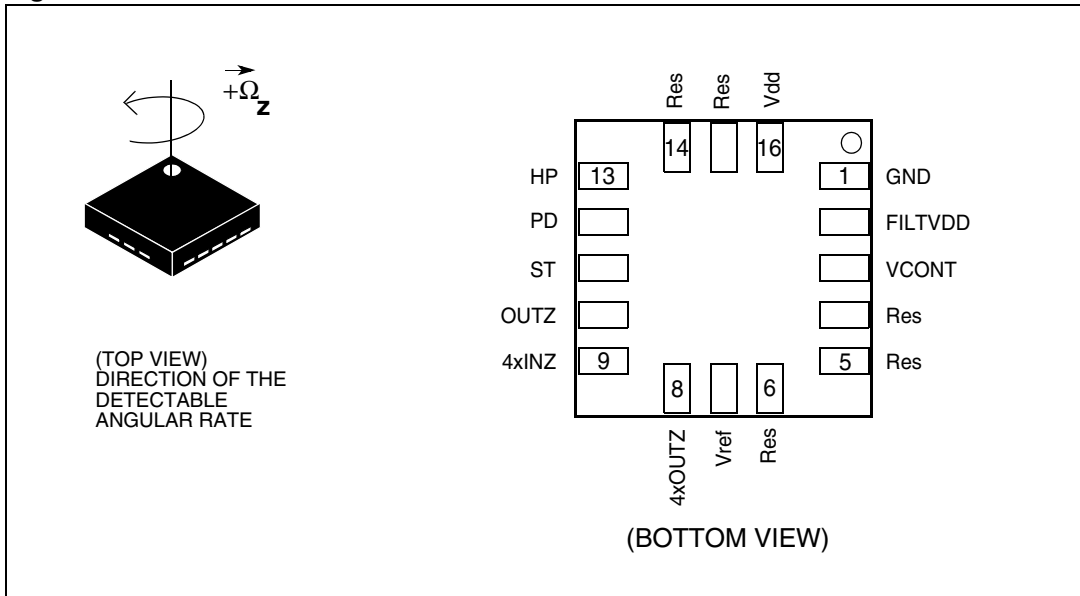 +Ω
Z
(TOP VIEW)
DIRECTION OF THE
DETECTABLE
ANGULAR RATE
Res
Res
Vdd
14
16
HP
13
1
GND
PD
FILTVDD
ST
VCONT
OUTZ
Res
4xINZ
9
5
Res
8
6
4xOUTZ
Vref
Res
(BOTTOM VIEW)